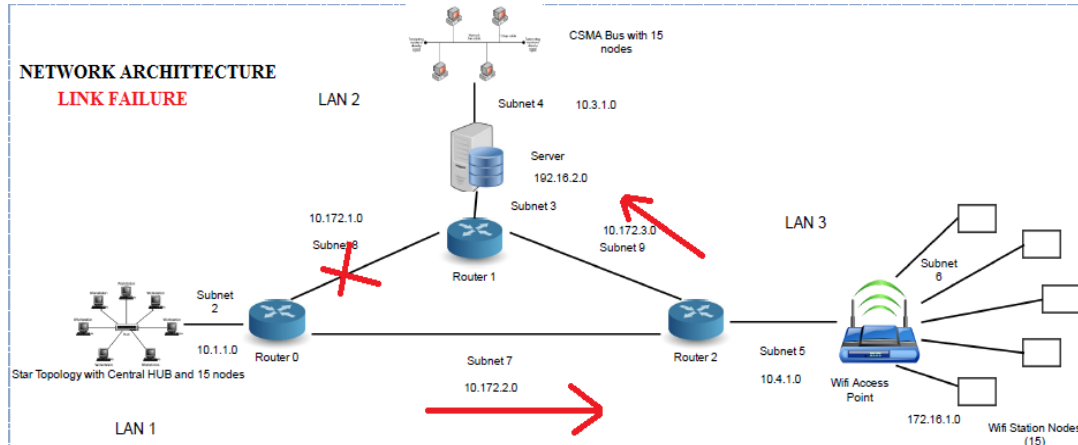 CSMA Bus with 15
nodes
NETWORK ARCHITTECTURE
LINK FAILURE
LAN 2
Subnet 4
10.3.1.0
Server
192.16.2.0
Subnet 3
10.172.1.0
Subnet 8
10.172.3.0
Subnet 9
LAN 3
Router 1
Subnet
6
Subnet
2
10.1.1.0
Router 0
Router 2
Subnet 7
10.172.2.0
Subnet 5
10.4.1.0
Wifi Access
Point
Star Topology with Central HUB and 15 nodes
172.16.1.0
Wifi Station Nodes
(15)
LAN 1